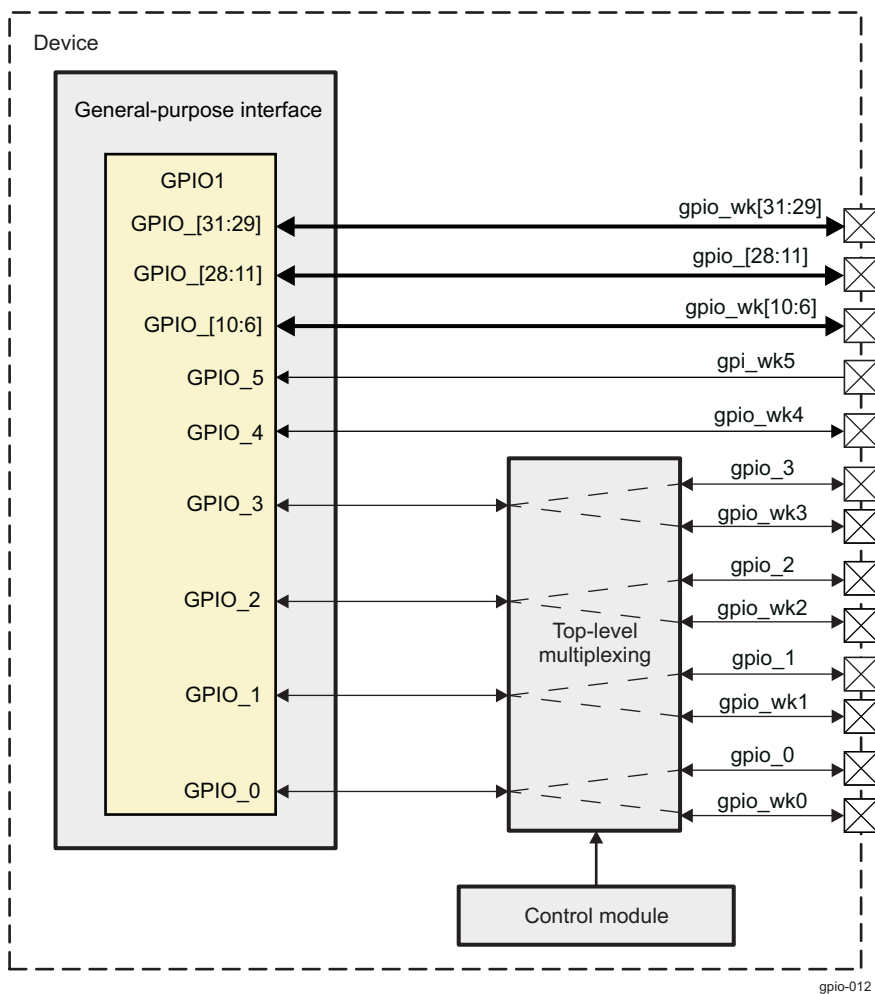 Device
General-purpose interface
GPIO1
GPIO_[31:29]
gpio_wk[31:29]
GPIO_[28:11]
gpio_[28:11]
GPIO_[10:6]
gpio_wk[10:6]
GPIO_5
gpi_wk5
GPIO_4
gpio_wk4
gpio_3
GPIO_3
gpio_wk3
gpio_2
GPIO_2
gpio_wk2
Top-level
multiplexing
gpio_1
GPIO_1
gpio_wk1
gpio_0
GPIO_0
gpio_wk0
Control module
gpio-012